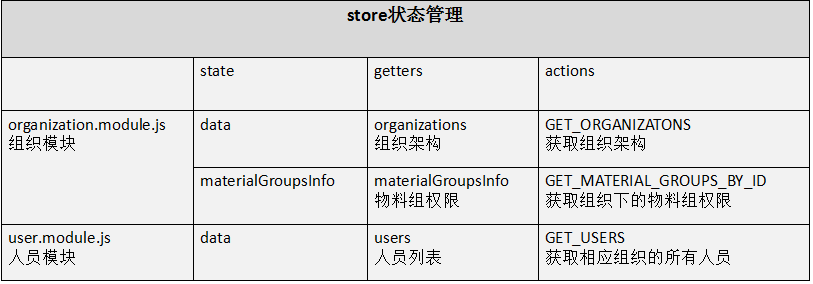 store状态管理
state getters actions
organization.module.js data organizations GET_ORGANIZATONS
组织模块 组织架构 获取组织架构
materialGroupsInfo materialGroupsInfo GET_MATERIAL_GROUPS_BY_ID
物料组权限 获取组织下的物料组权限
user.module.js data users GET_USERS
人员模块 人员列表 获取相应组织的所有人员